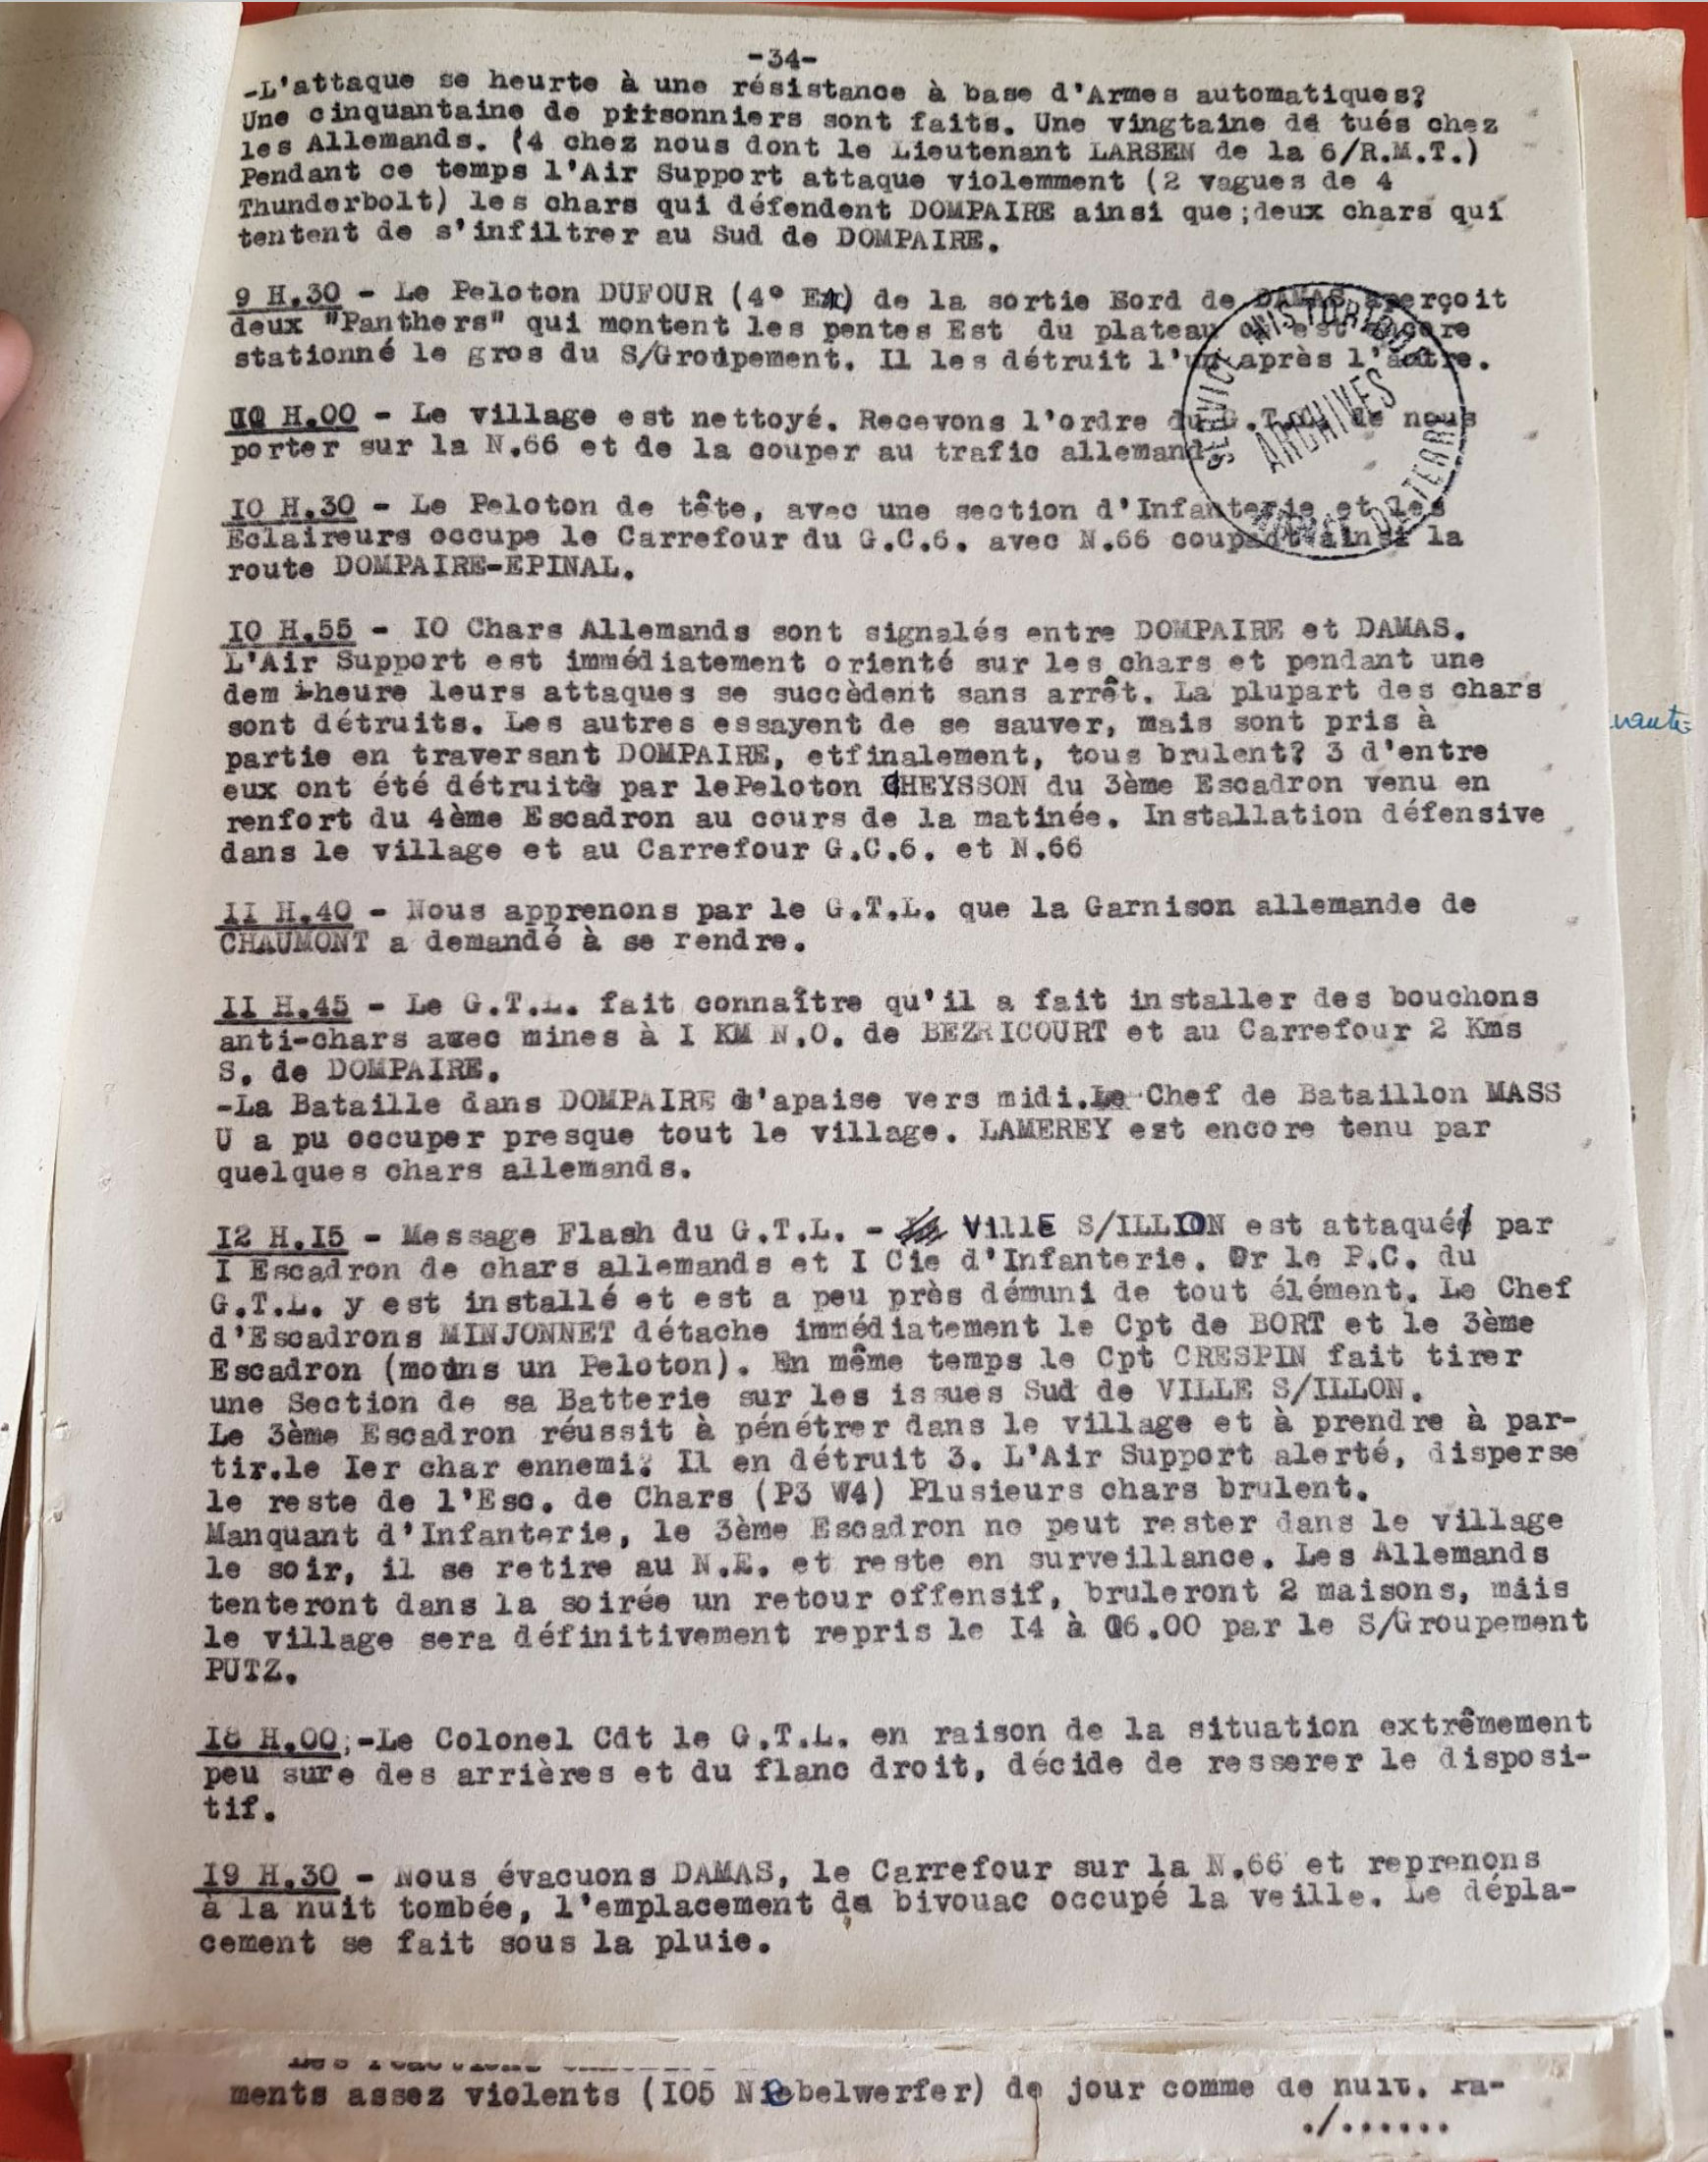 -34-
-L'attaque se heurte à une résistance à base d'Armes automatiques?
Une cinquantaine de prisonniers sont faits. Une vingtaine de tués chez
les Allemands. (4 chez nous dont le Lieutenant LARSEN de la 6/R.M.T.)
Pendant ce temps l'Air Support attaque violemment (2 vagues de 4
Thunderbolt) les chars qui défendent DOMPAIRE ainsi que;deux chars qui
tentent de s'infiltrer au Sud de DOMPAIRE.
9 H.30 - Le Peloton DUFOUR (4° E) de la sortie Nord de DAMAS aperçoit
deux "Panthers" qui montent les pentes Est du plateau où est encore
stationné le gros du S/Groupement. Il les détruit l'un après l'autre.
IO H.00 - Le village est nettoyé. Recevons l'ordre du G.T.L. de nous
porter sur la N.66 et de la couper au trafic allemand.
IO H.30 - Le Peloton de tête, avec une section d'Infanterie et les
Eclaireurs occupe le Carrefour du G.C.6. avec N.66 coupant ainsi la
route DOMPAIRE-EPINAL.
SERVICE HISTORIQUE
ARCHIVES
ARMEE DE TERRE
IO H.55 - IO Chars Allemands sont signalés entre DOMPAIRE et DAMAS.
L'Air Support est immédiatement orienté sur les chars et pendant une
demi-heure leurs attaques se succèdent sans arrêt. La plupart des chars
sont détruits. Les autres essayent de se sauver, mais sont pris à
partie en traversant DOMPAIRE, etfinalement, tous brulent? 3 d'entre
eux ont été détruits par lePeloton CHEYSSON du 3ème Escadron venu en
renfort du 4ème Escadron au cours de la matinée. Installation défensive
dans le village et au Carrefour G.C.6. et N.66
II H.40 - Nous apprenons par le G.T.L. que la Garnison allemande de
CHAUMONT a demandé à se rendre.
II H.45 - Le G.T.L. fait connaître qu'il a fait installer des bouchons
anti-chars avec mines à I KM N.O. de BEZRICOURT et au Carrefour 2 Kms
S. de DOMPAIRE.
-La Bataille dans DOMPAIRE s'apaise vers midi.Le Chef de Bataillon MASS
U a pu occuper presque tout le village. LAMEREY est encore tenu par
quelques chars allemands.
I2 H.I5 - Message Flash du G.T.L. - VillE S/ILLION est attaqué par
I Escadron de chars allemands et I Cie d'Infanterie. Or le P.C. du
G.T.L. y est installé et est a peu près démuni de tout élément. Le Chef
d'Escadrons MINJONNET détache immédiatement le Cpt de BORT et le 3ème
Escadron (moins un Peloton). En même temps le Cpt CRESPIN fait tirer
une Section de sa Batterie sur les issues Sud de VILLE S/ILLON.
Le 3ème Escadron réussit à pénétrer dans le village et à prendre à par-
tir.le Ier char ennemi? Il en détruit 3. L'Air Support alerté, disperse
le reste de l'Esc. de Chars (P3 W4) Plusieurs chars brulent.
Manquant d'Infanterie, le 3ème Escadron ne peut rester dans le village
le soir, il se retire au N.E. et reste en surveillance. Les Allemands
tenteront dans la soirée un retour offensif, bruleront 2 maisons, mais
le village sera définitivement repris le I4 à 06.00 par le S/Groupement
PUTZ.
I8 H.00;-Le Colonel Cdt le G.T.L. en raison de la situation extrêmement
peu sure des arrières et du flanc droit, décide de resserer le disposi-
tif.
I9 H.30 - Nous évacuons DAMAS, le Carrefour sur la N.66 et reprenons
à la nuit tombée, l'emplacement de bivouac occupé la veille. Le dépla-
cement se fait sous la pluie.
ments assez violents (I05 Niebelwerfer) de jour comme de nuit.
./......